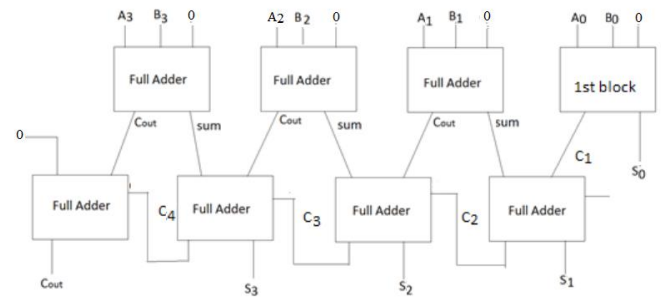 A3 B3 0 A2 B2 0 A1 B1 0 A0 B0 0
Full Adder Full Adder Full Adder 1st block
Cout sum Cout sum Cout sum
0
C1
S0
Full Adder C4 Full Adder C3 Full Adder C2 Full Adder
Cout S3 S2 S1